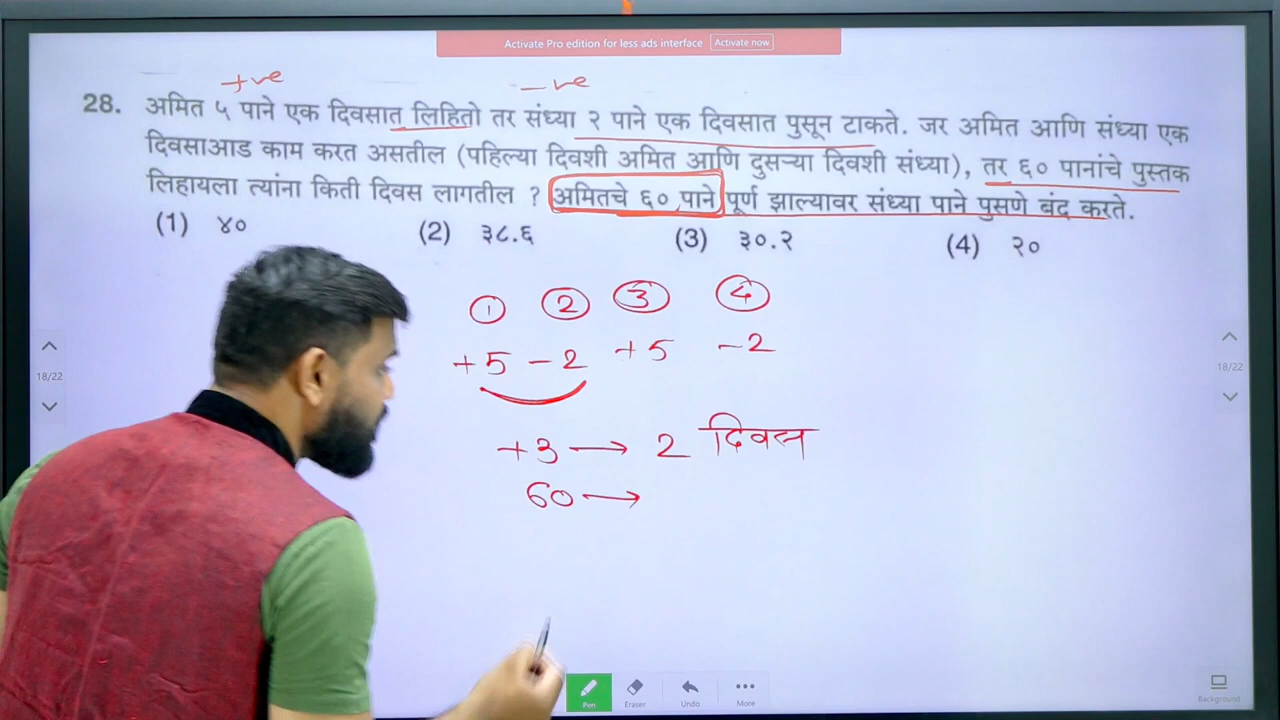 Activate Pro edition for less ads interface Activate now
+ve -ve
28. अमित ५ पाने एक दिवसात लिहितो तर संध्या २ पाने एक दिवसात पुसून टाकते. जर अमित आणि संध्या एक
दिवसाआड काम करत असतील (पहिल्या दिवशी अमित आणि दुसऱ्या दिवशी संध्या), तर ६० पानांचे पुस्तक
लिहायला त्यांना किती दिवस लागतील ? अमितचे ६० पाने पूर्ण झाल्यावर संध्या पाने पुसणे बंद करते.
(1) ४० (2) ३८.६ (3) ३०.२ (4) २०
1 2 3 4
+5 -2 +5 -2
18/22 18/22
+3 → 2 दिवस
60 →
Pen Eraser Undo More Background